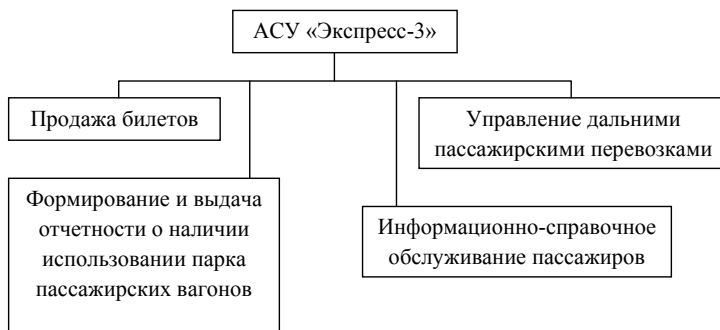 АСУ «Экспресс-3»
Продажа билетов
Управление дальними
пассажирскими перевозками
Формирование и выдача
отчетности о наличии
использовании парка
пассажирских вагонов
Информационно-справочное
обслуживание пассажиров